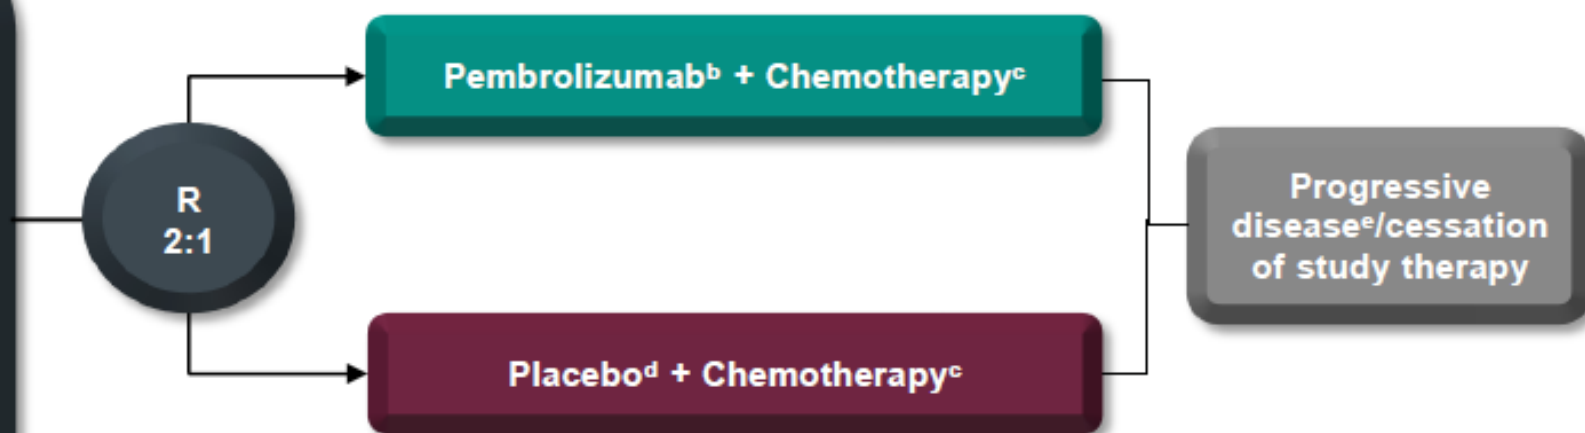 Pembrolizumabᵇ + Chemotherapyᶜ
R
2:1
Progressive
diseaseᵉ/cessation
of study therapy
Placeboᵈ + Chemotherapyᶜ